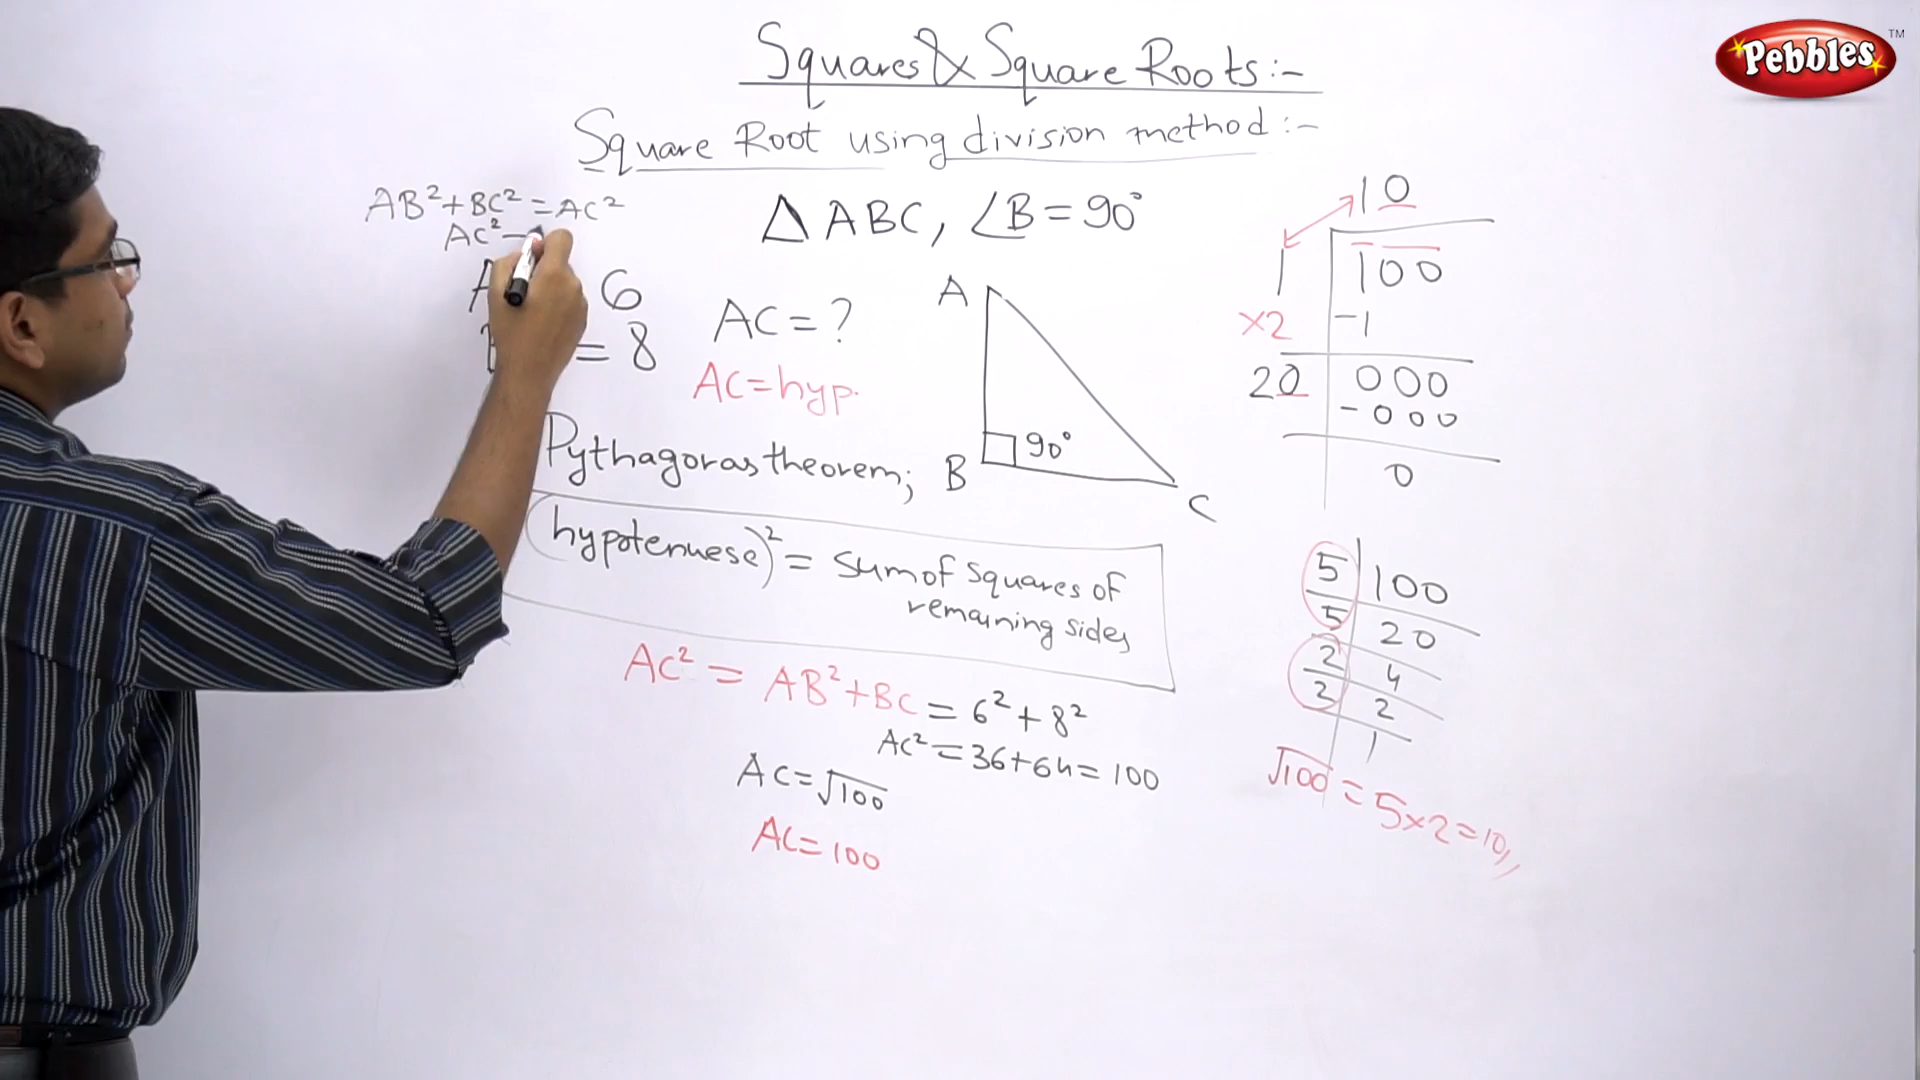 Pebbles TM
Squares & Square Roots :-
Square Root using division method :-
AB² + BC² = AC²
AC² -
△ ABC, ∠B = 90°
A 6
= 8
AC = ?
AC = hyp.
A
90°
B
C
Pythagoras theorem;
hypotenuese)² = Sum of Squares of
remaining sides
AC² = AB² + BC = 6² + 8²
AC² = 36 + 64 = 100
AC = √100
AC = 100
10
1 100
×2 -1
20 000
-000
0
5 100
5 20
2 4
2 2
1
√100 = 5×2 = 10,,